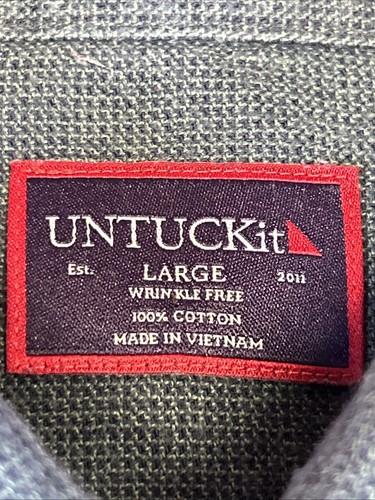 UNTUCKit
Est. LARGE 2011
WRINKLE FREE
100% COTTON
MADE IN VIETNAM